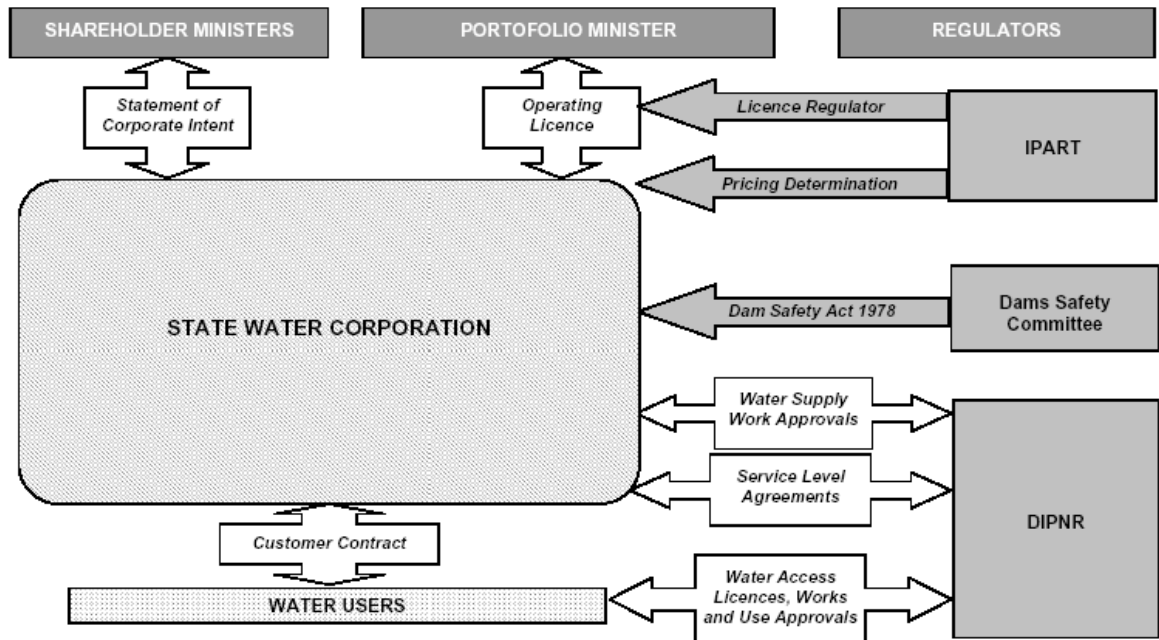 SHAREHOLDER MINISTERS
PORTOFOLIO MINISTER
REGULATORS
Statement of
Corporate Intent
Operating
Licence
Licence Regulator
IPART
Pricing Determination
STATE WATER CORPORATION
Dam Safety Act 1978
Dams Safety
Committee
Water Supply
Work Approvals
Service Level
Agreements
DIPNR
Customer Contract
Water Access
Licences, Works
and Use Approvals
WATER USERS